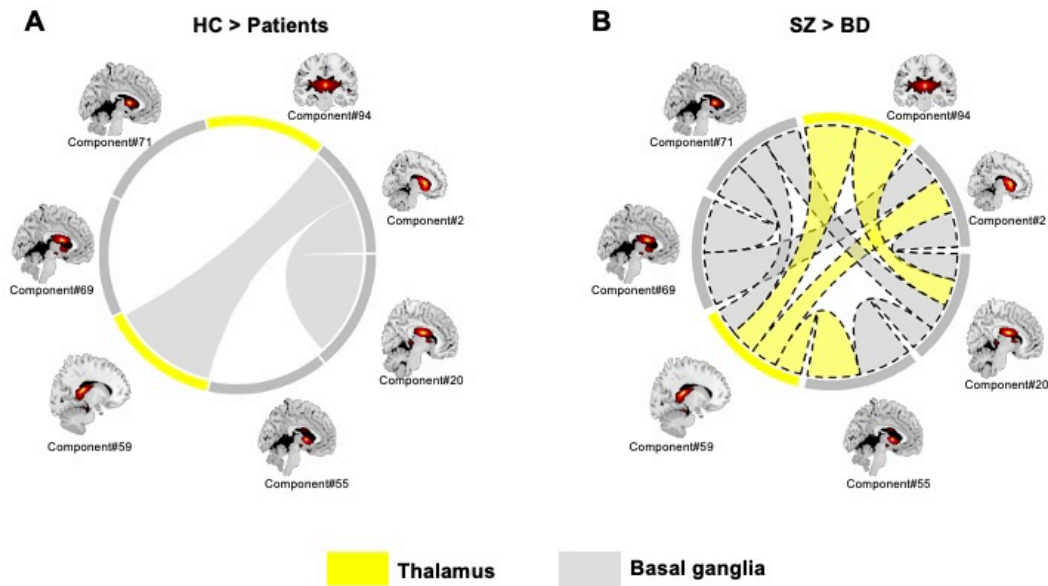 A
HC > Patients
B
SZ > BD
Component#71
Component#94
Component#2
Component#69
Component#20
Component#59
Component#55
Component#71
Component#94
Component#2
Component#69
Component#20
Component#59
Component#55
Thalamus
Basal ganglia